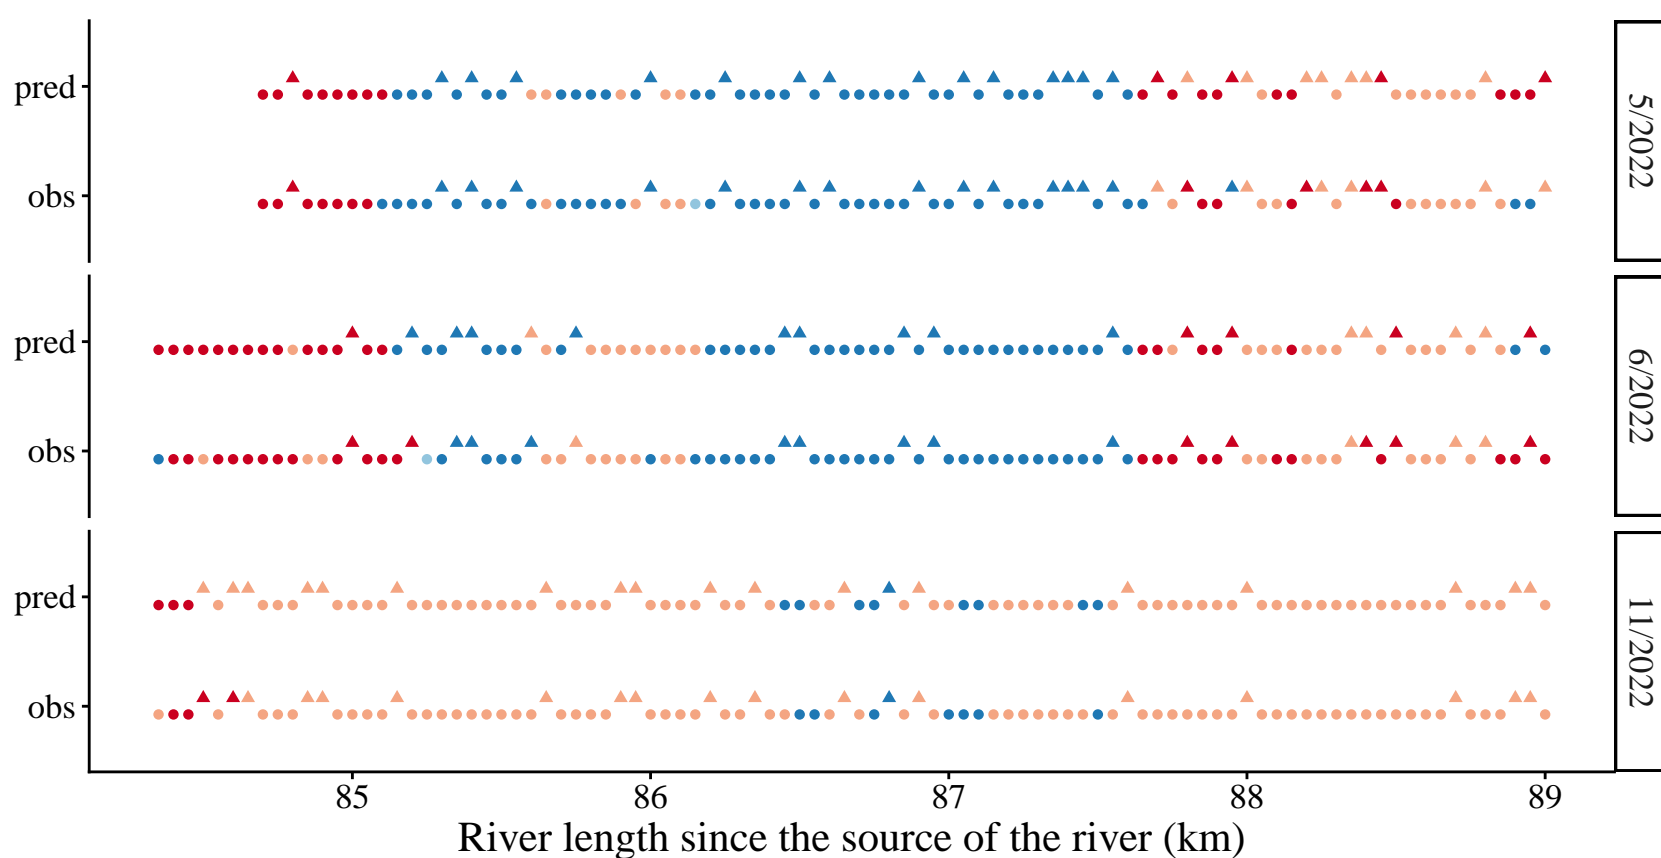 pred
obs
5/2022
pred
obs
6/2022
pred
obs
11/2022
85 86 87 88 89
River length since the source of the river (km)